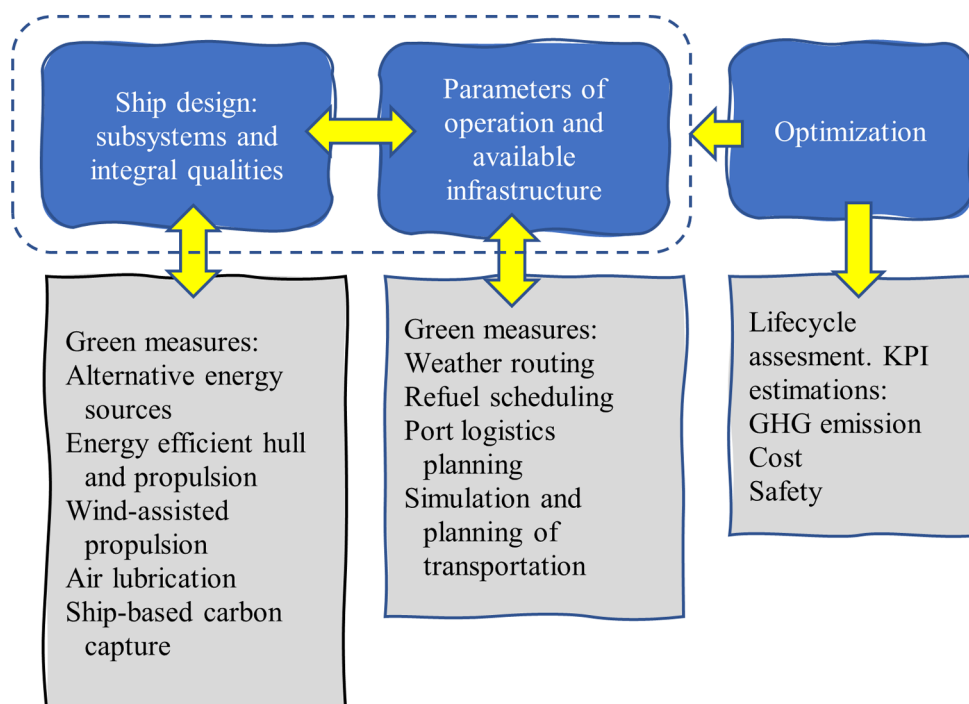 Ship design:
subsystems and
integral qualities
Parameters of
operation and
available
infrastructure
Optimization
Green measures:
Alternative energy
sources
Energy efficient hull
and propulsion
Wind-assisted
propulsion
Air lubrication
Ship-based carbon
capture
Green measures:
Weather routing
Refuel scheduling
Port logistics
planning
Simulation and
planning of
transportation
Lifecycle
assesment. KPI
estimations:
GHG emission
Cost
Safety